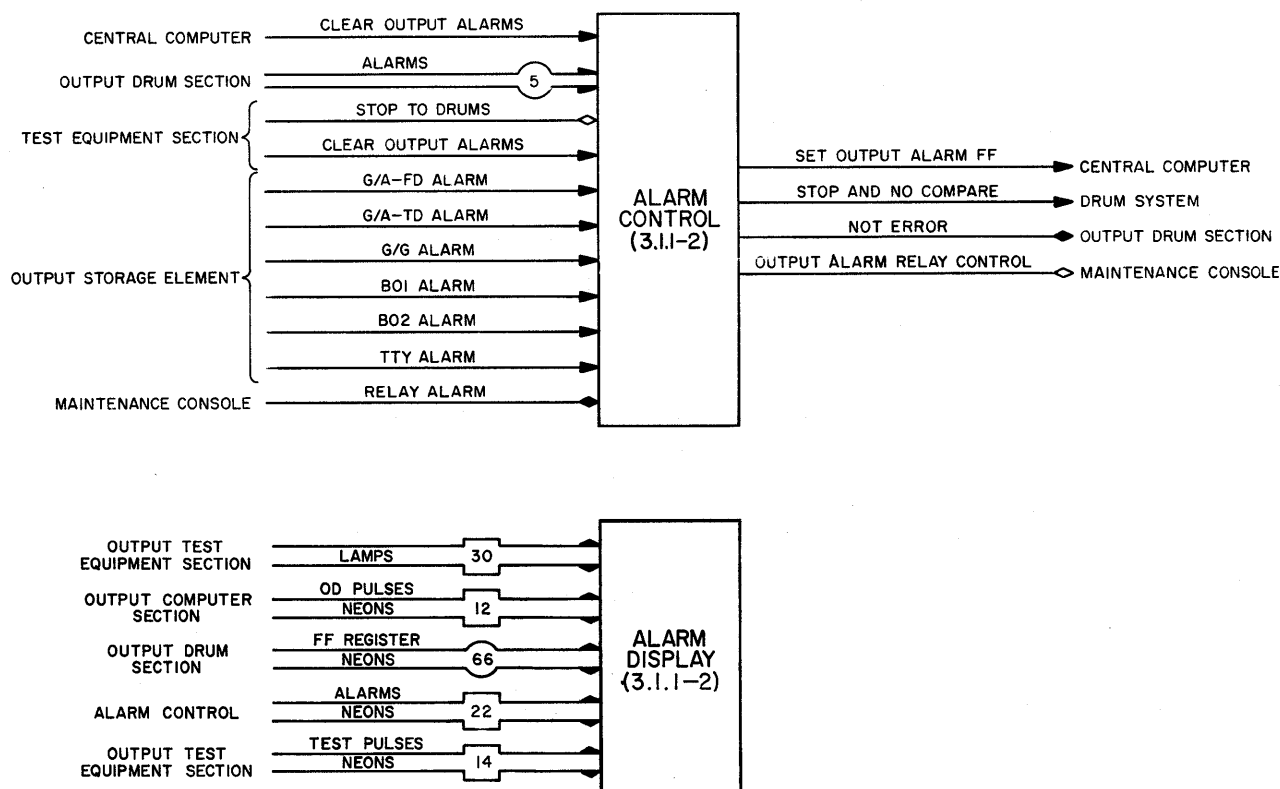 CENTRAL COMPUTER
CLEAR OUTPUT ALARMS
OUTPUT DRUM SECTION
ALARMS
5
TEST EQUIPMENT SECTION
STOP TO DRUMS
CLEAR OUTPUT ALARMS
OUTPUT STORAGE ELEMENT
G/A-FD ALARM
G/A-TD ALARM
G/G ALARM
BO1 ALARM
BO2 ALARM
TTY ALARM
MAINTENANCE CONSOLE
RELAY ALARM
ALARM
CONTROL
(3.1.1-2)
SET OUTPUT ALARM FF
CENTRAL COMPUTER
STOP AND NO COMPARE
DRUM SYSTEM
NOT ERROR
OUTPUT DRUM SECTION
OUTPUT ALARM RELAY CONTROL
MAINTENANCE CONSOLE
OUTPUT TEST
EQUIPMENT SECTION
LAMPS
30
OUTPUT COMPUTER
SECTION
OD PULSES
NEONS
12
OUTPUT DRUM
SECTION
FF REGISTER
NEONS
66
ALARM CONTROL
ALARMS
NEONS
22
OUTPUT TEST
EQUIPMENT SECTION
TEST PULSES
NEONS
14
ALARM
DISPLAY
(3.1.1-2)